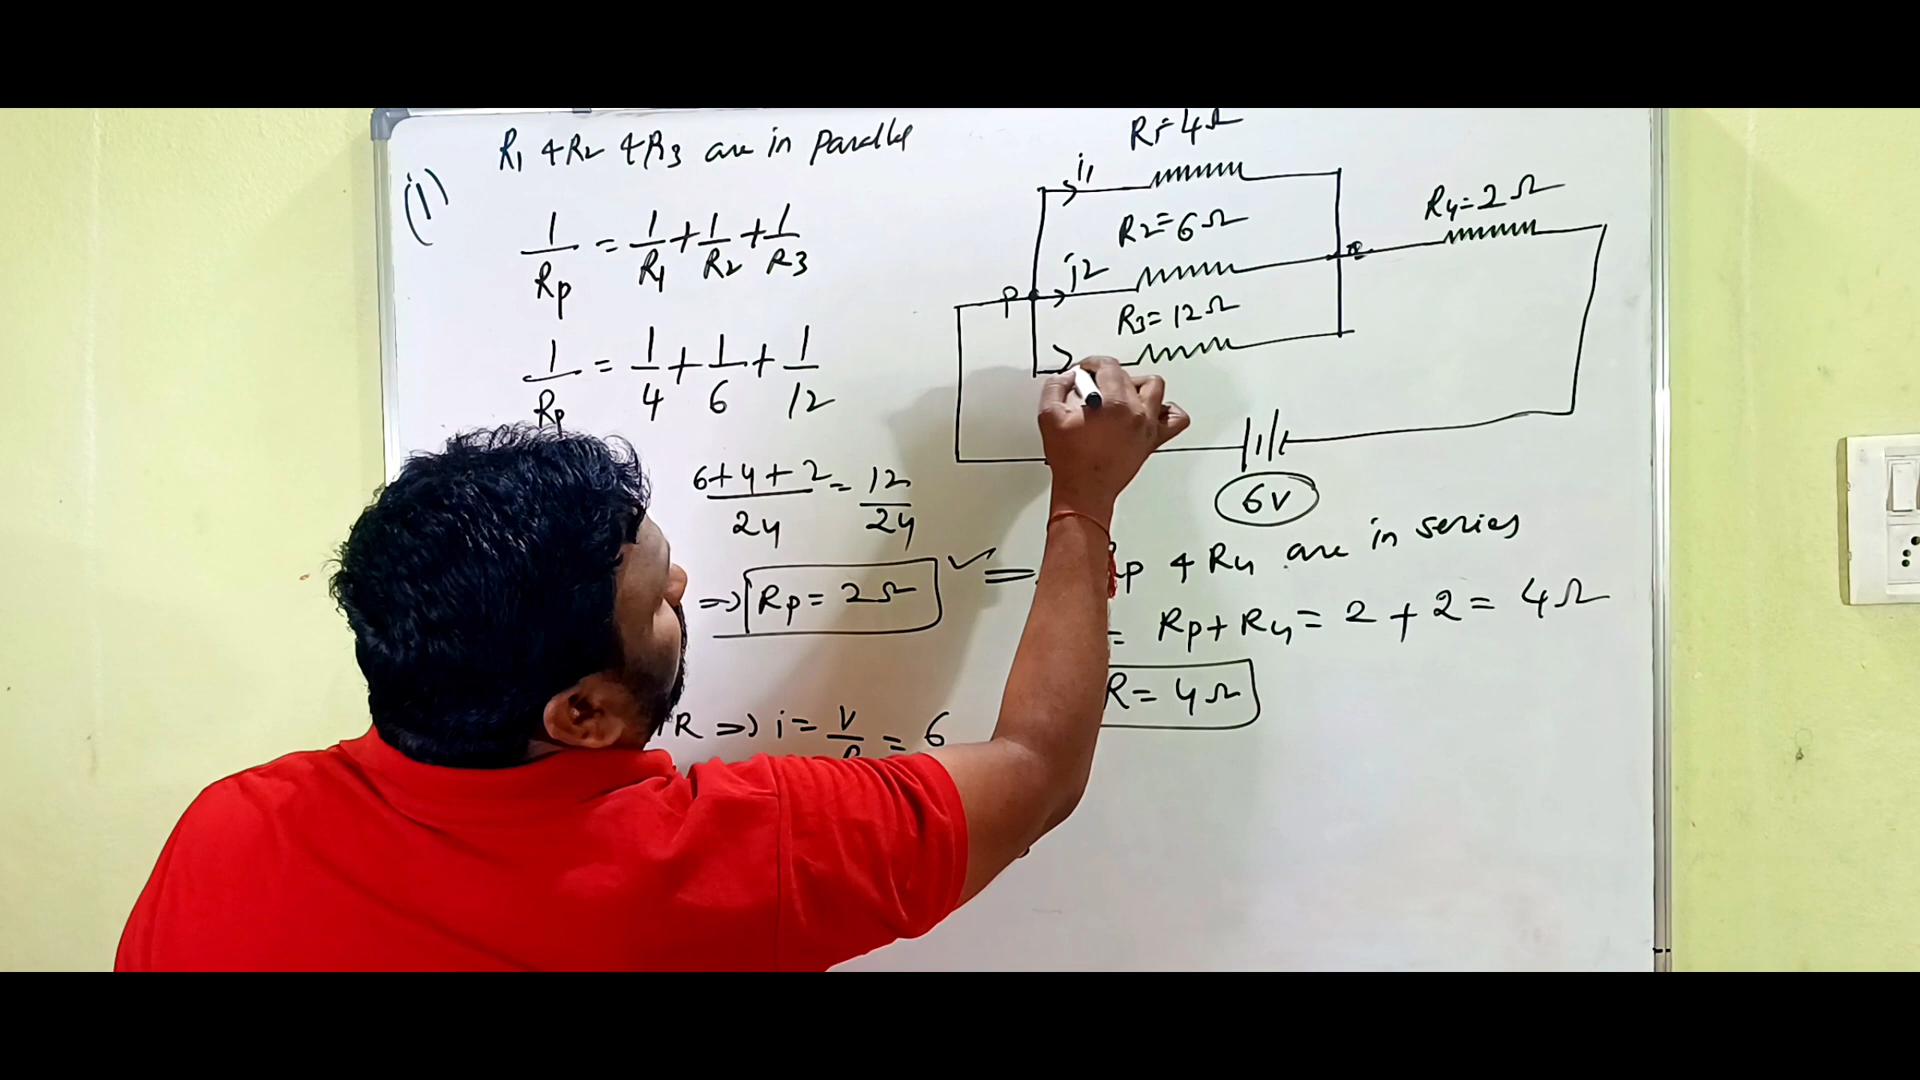 R1 & R2 & R3 are in Parallel
(i)
1/Rp = 1/R1 + 1/R2 + 1/R3
1/Rp = 1/4 + 1/6 + 1/12
6+4+2/24 = 12/24
=> Rp = 2Ω ✓ =>
R => i = V/R = 6
R1=4Ω
i1
R2=6Ω
i2
P
R3=12Ω
R4=2Ω
6V
Rp & R4 are in series
= Rp+R4 = 2+2 = 4Ω
R = 4Ω